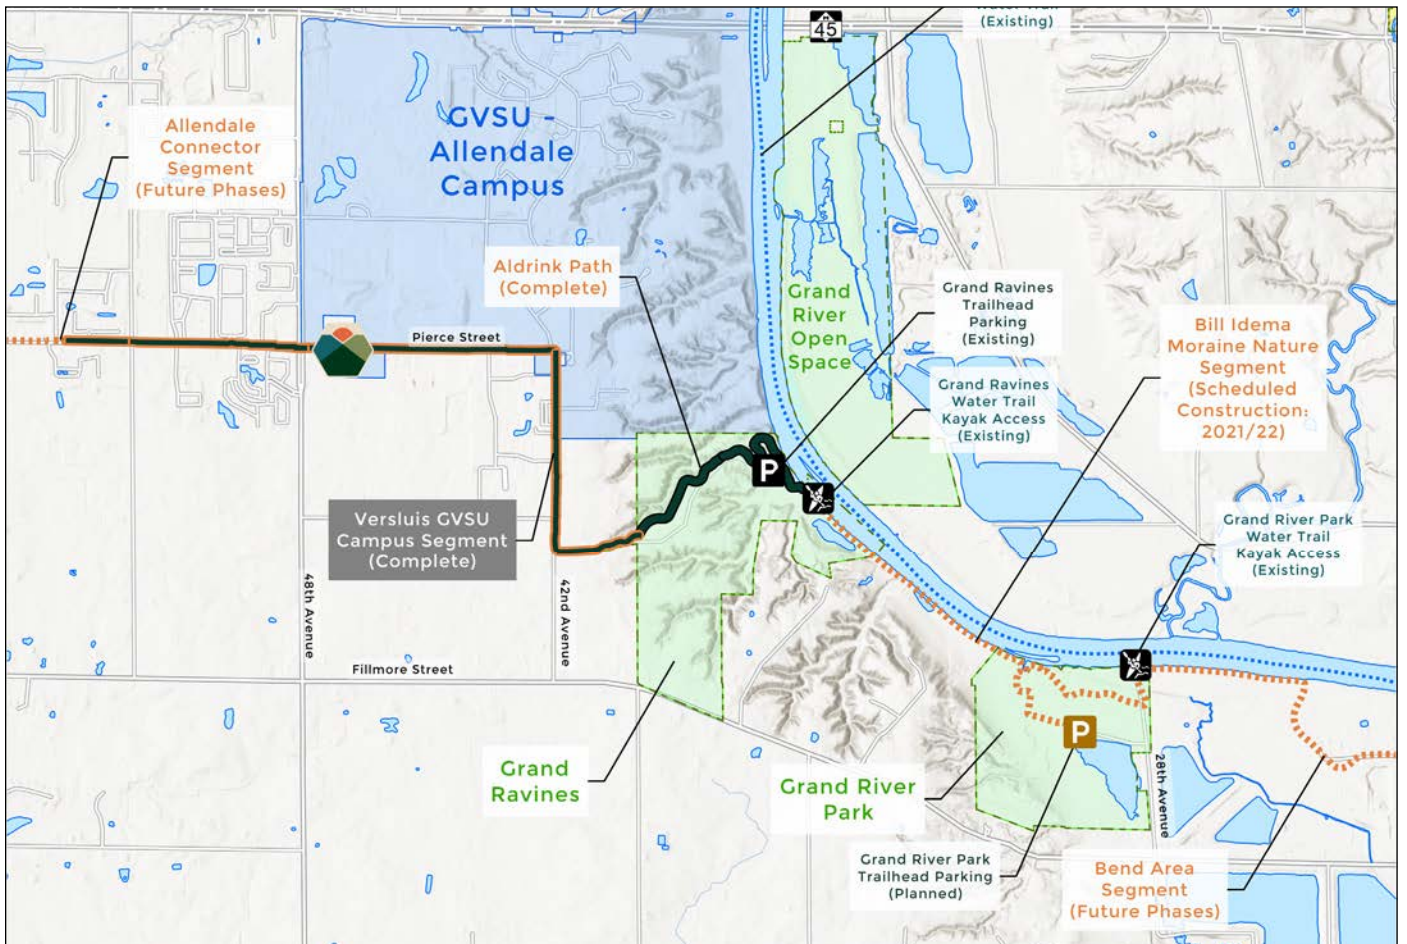 Water Trail
(Existing)
45
Allendale
Connector
Segment
(Future Phases)
GVSU -
Allendale
Campus
Aldrink Path
(Complete)
Grand
River
Open
Space
Grand Ravines
Trailhead
Parking
(Existing)
Bill Idema
Moraine Nature
Segment
(Scheduled
Construction:
2021/22)
Pierce Street
Grand Ravines
Water Trail
Kayak Access
(Existing)
P
Versluis GVSU
Campus Segment
(Complete)
Grand River Park
Water Trail
Kayak Access
(Existing)
48th Avenue
42nd Avenue
Fillmore Street
P
Grand
Ravines
Grand River
Park
28th Avenue
Grand River Park
Trailhead Parking
(Planned)
Bend Area
Segment
(Future Phases)